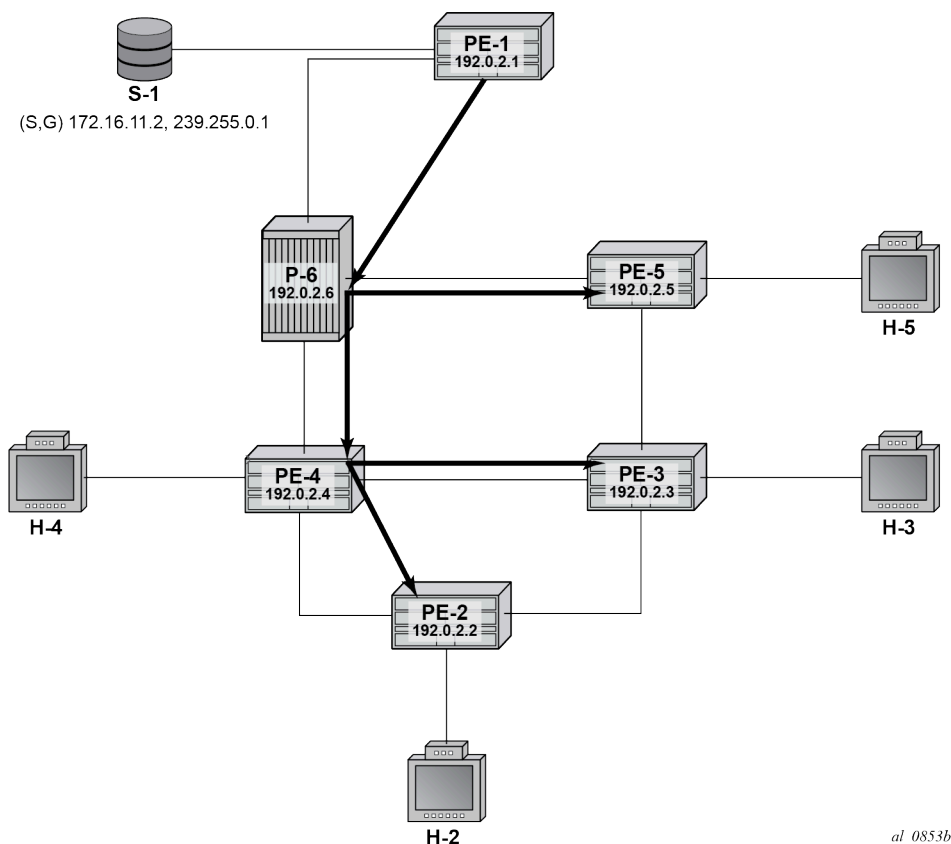 PE-1
192.0.2.1
S-1
(S,G) 172.16.11.2, 239.255.0.1
P-6
192.0.2.6
PE-5
192.0.2.5
H-5
PE-4
192.0.2.4
PE-3
192.0.2.3
H-4
H-3
PE-2
192.0.2.2
H-2
al_0853b